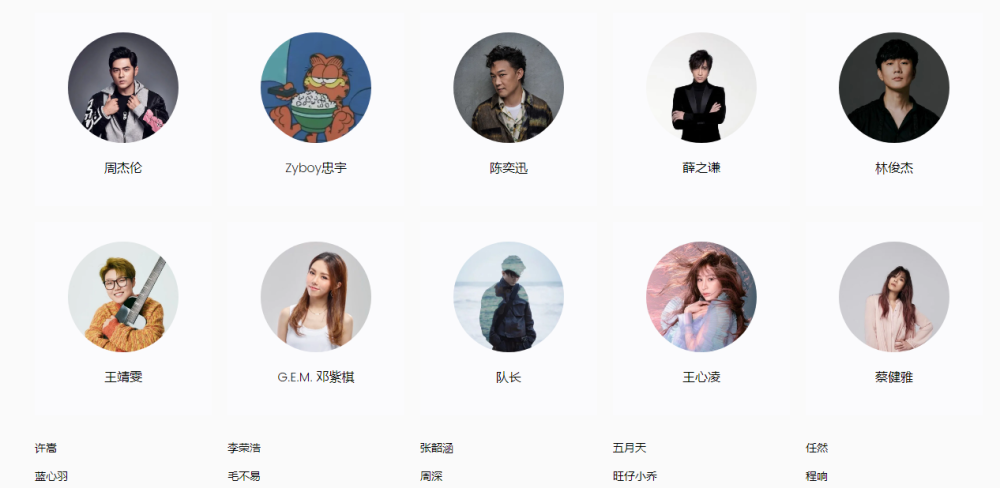 周杰伦 Zyboy忠宇 陈奕迅 薛之谦 林俊杰
王靖雯 G.E.M. 邓紫棋 队长 王心凌 蔡健雅
许嵩 李荣浩 张韶涵 五月天 任然
蓝心羽 毛不易 周深 旺仔小乔 程响